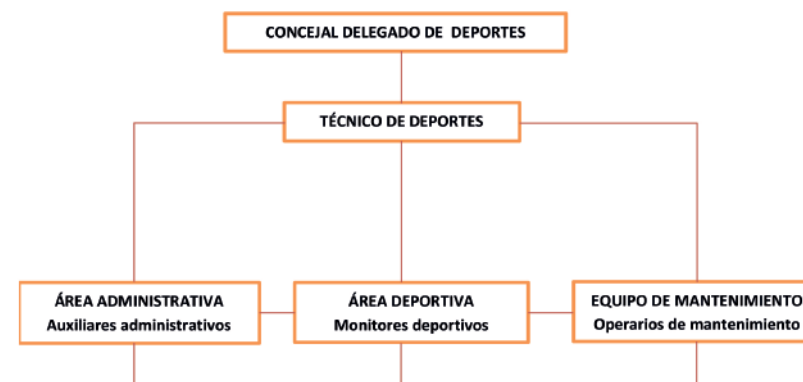 CONCEJAL DELEGADO DE DEPORTES
TÉCNICO DE DEPORTES
ÁREA ADMINISTRATIVA
Auxiliares administrativos
ÁREA DEPORTIVA
Monitores deportivos
EQUIPO DE MANTENIMIENTO
Operarios de mantenimiento